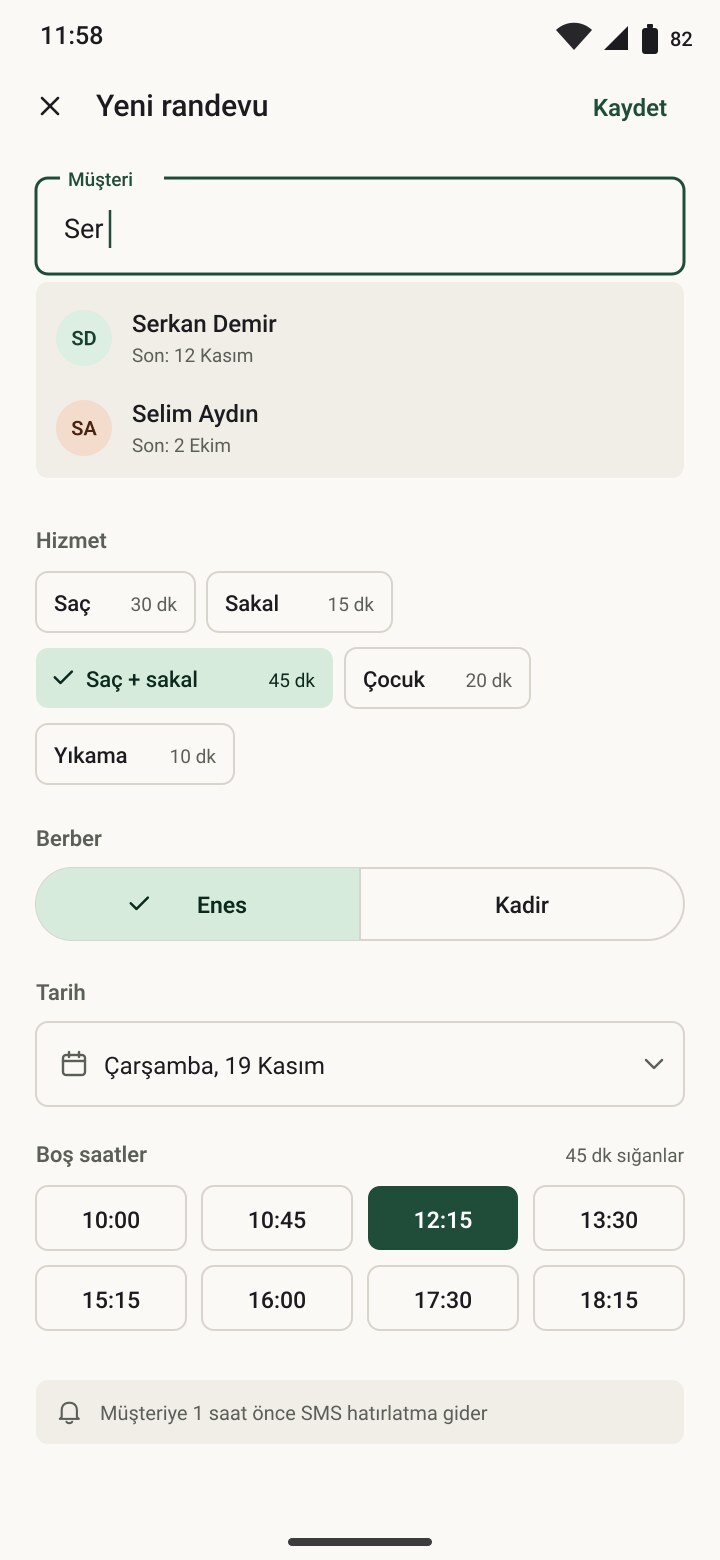 11:58
82
Yeni randevu
Kaydet
Müşteri
Ser
SD
Serkan Demir
Son: 12 Kasım
SA
Selim Aydın
Son: 2 Ekim
Hizmet
Saç 30 dk
Sakal 15 dk
Saç + sakal 45 dk
Çocuk 20 dk
Yıkama 10 dk
Berber
Enes
Kadir
Tarih
Çarşamba, 19 Kasım
Boş saatler
45 dk sığanlar
10:00 10:45 12:15 13:30
15:15 16:00 17:30 18:15
Müşteriye 1 saat önce SMS hatırlatma gider